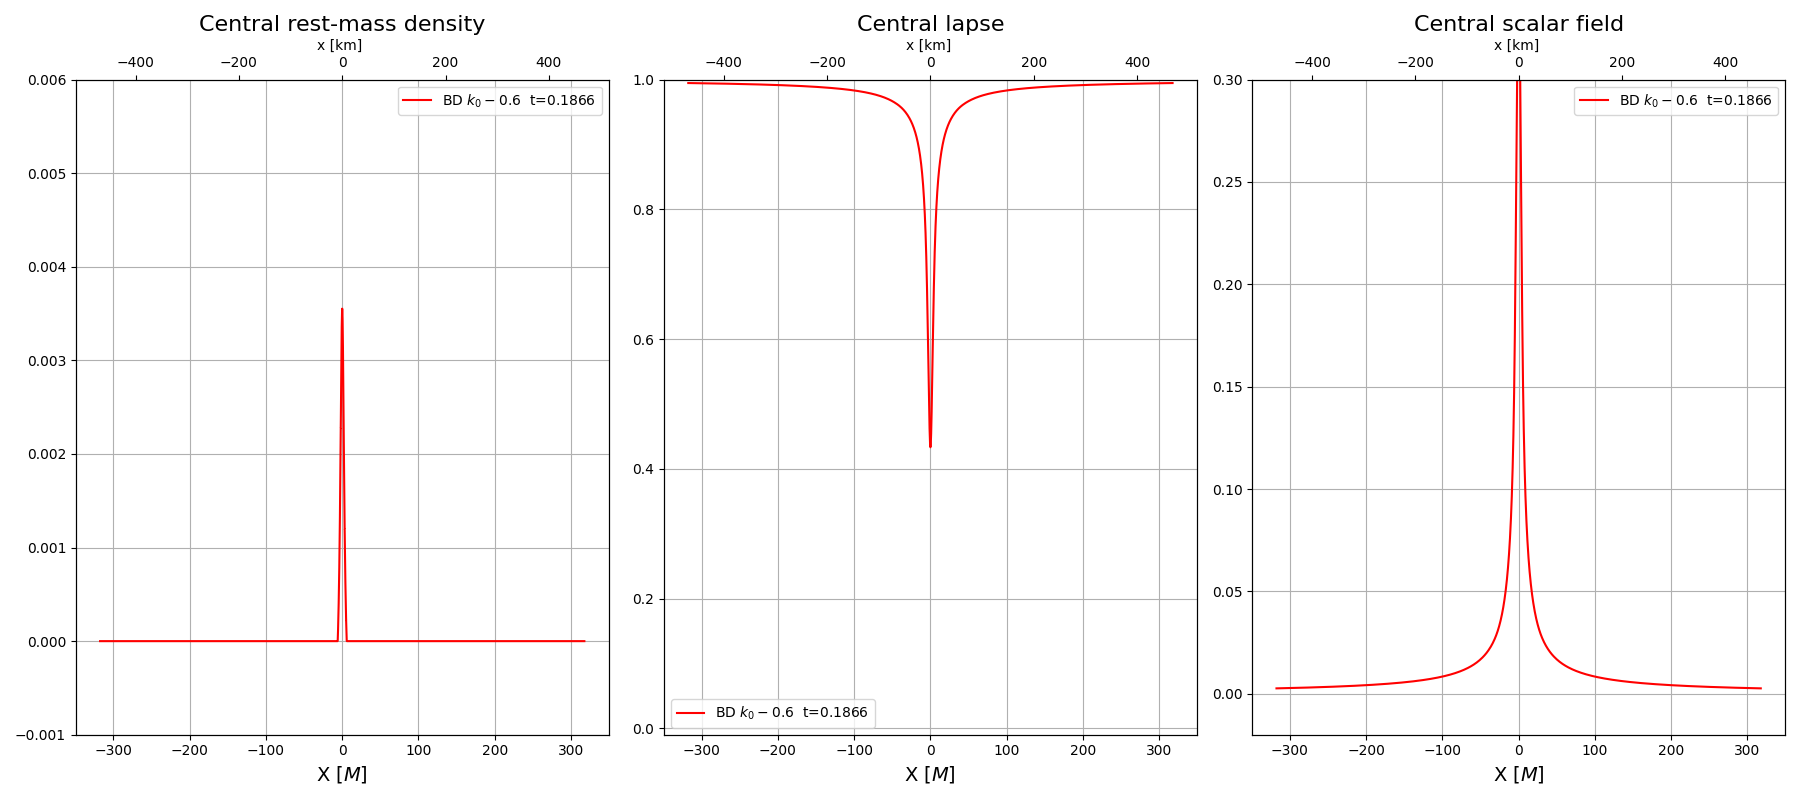 Central rest-mass density
x [km]
−400 −200 0 200 400
0.006
0.005
0.004
0.003
0.002
0.001
0.000
−0.001
BD k₀ − 0.6 t=0.1866
−300 −200 −100 0 100 200 300
X [M]
Central lapse
x [km]
−400 −200 0 200 400
1.0
0.8
0.6
0.4
0.2
0.0
BD k₀ − 0.6 t=0.1866
−300 −200 −100 0 100 200 300
X [M]
Central scalar field
x [km]
−400 −200 0 200 400
0.30
0.25
0.20
0.15
0.10
0.05
0.00
BD k₀ − 0.6 t=0.1866
−300 −200 −100 0 100 200 300
X [M]